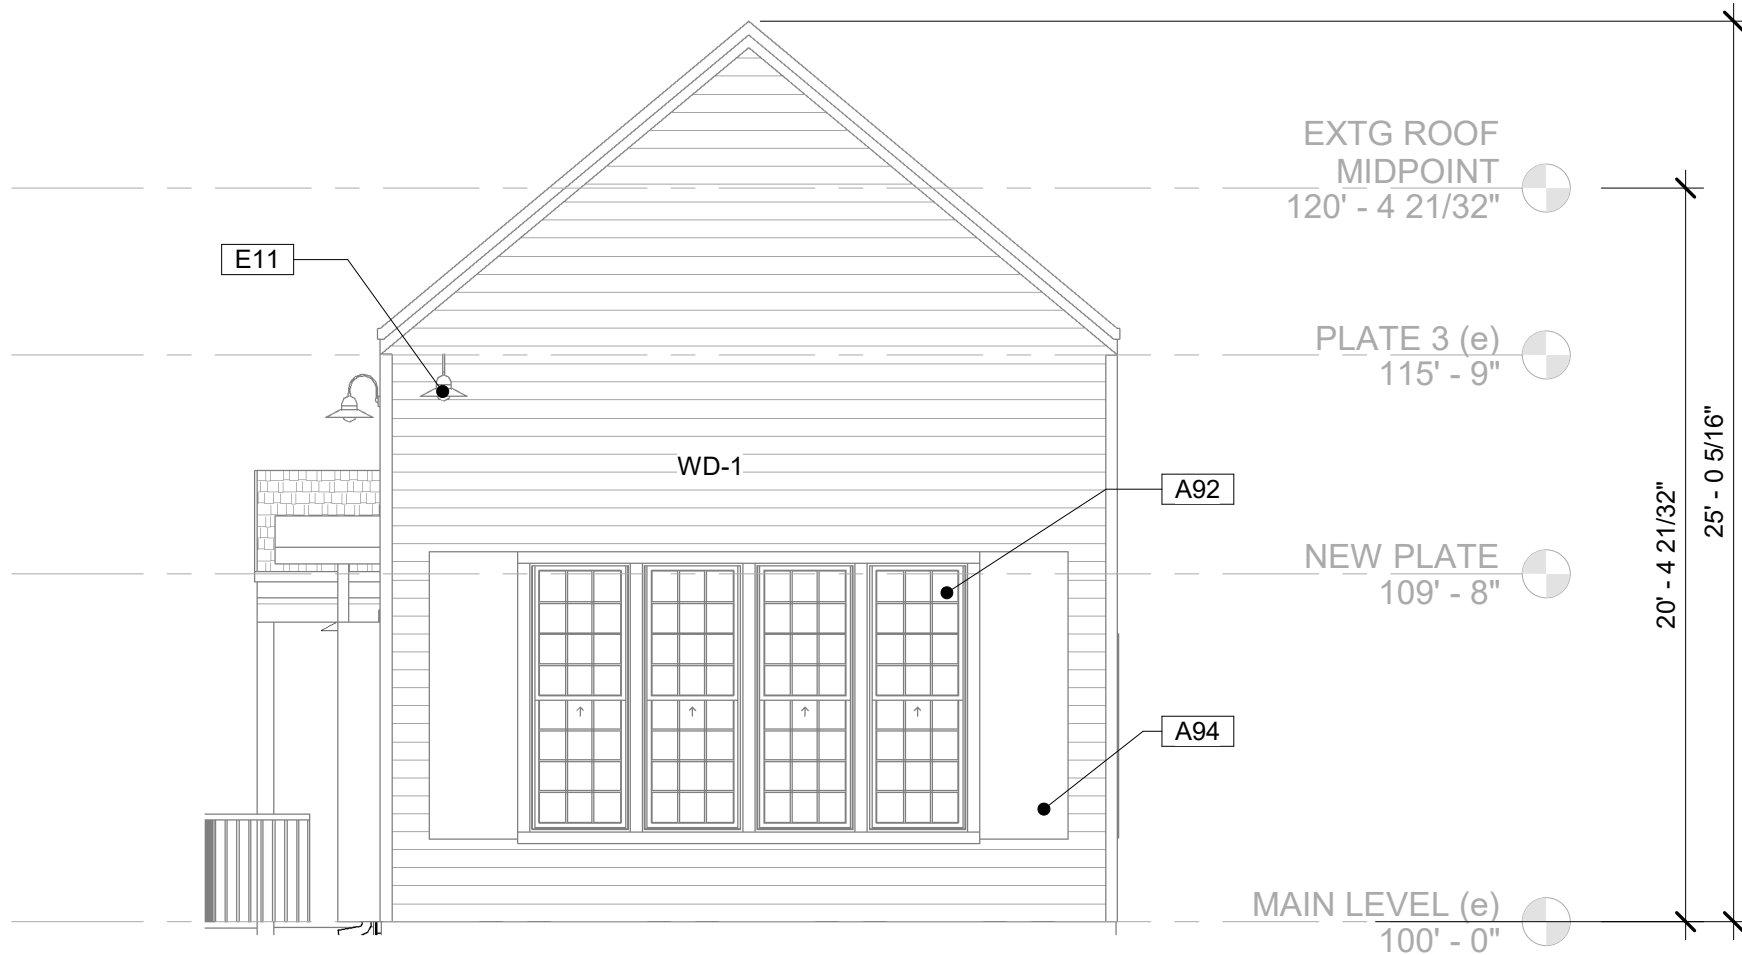 EXTG ROOF
MIDPOINT
120' - 4 21/32"
E11
PLATE 3 (e)
115' - 9"
WD-1
A92
25' - 0 5/16"
20' - 4 21/32"
NEW PLATE
109' - 8"
A94
MAIN LEVEL (e)
100' - 0"